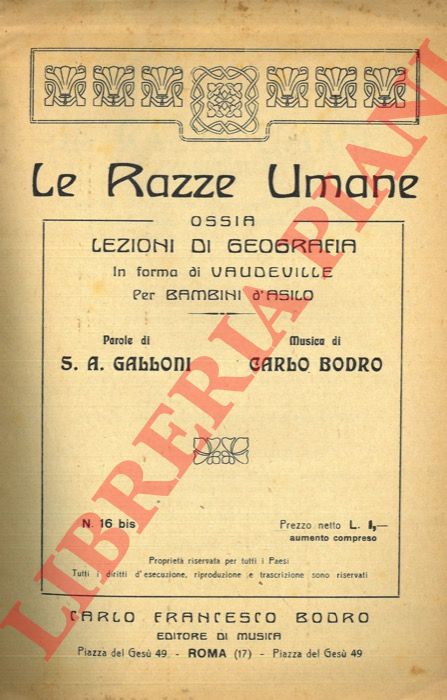 Le Razze Umane
OSSIA
LEZIONI DI GEOGRAFIA
In forma di VAUDEVILLE
Per BAMBINI d'ASILO
Parole di
S. A. GALLONI
Musica di
CARLO BODRO
N. 16 bis
Prezzo netto L. 1,—
aumento compreso
Proprietà riservata per tutti i Paesi
Tutti i diritti d'esecuzione, riproduzione e trascrizione sono riservati
CARLO FRANCESCO BODRO
EDITORE DI MUSICA
Piazza del Gesù 49 - ROMA (17) - Piazza del Gesù 49
LIBRERIA PIANI